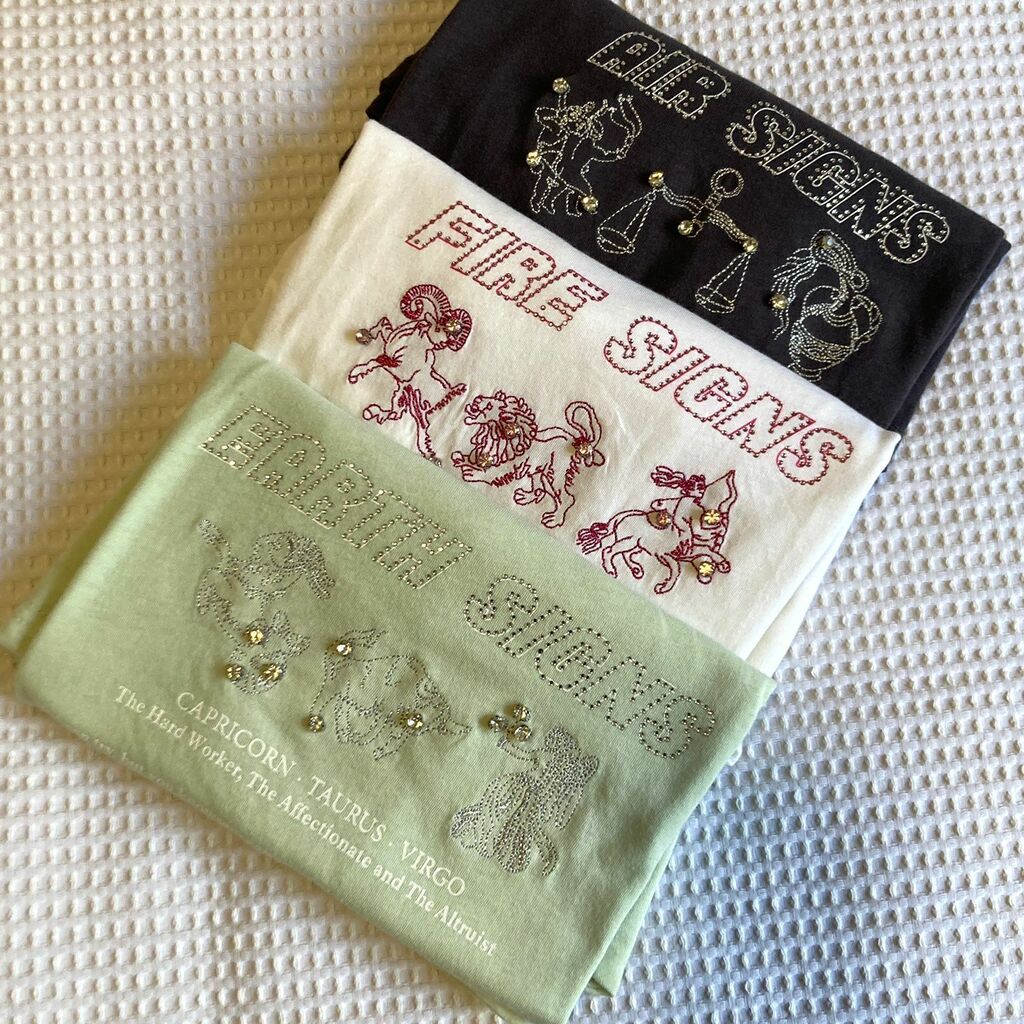 AIR SIGNS
FIRE SIGNS
EARTH SIGNS
CAPRICORN · TAURUS · VIRGO
The Hard Worker, The Affectionate and The Altruist